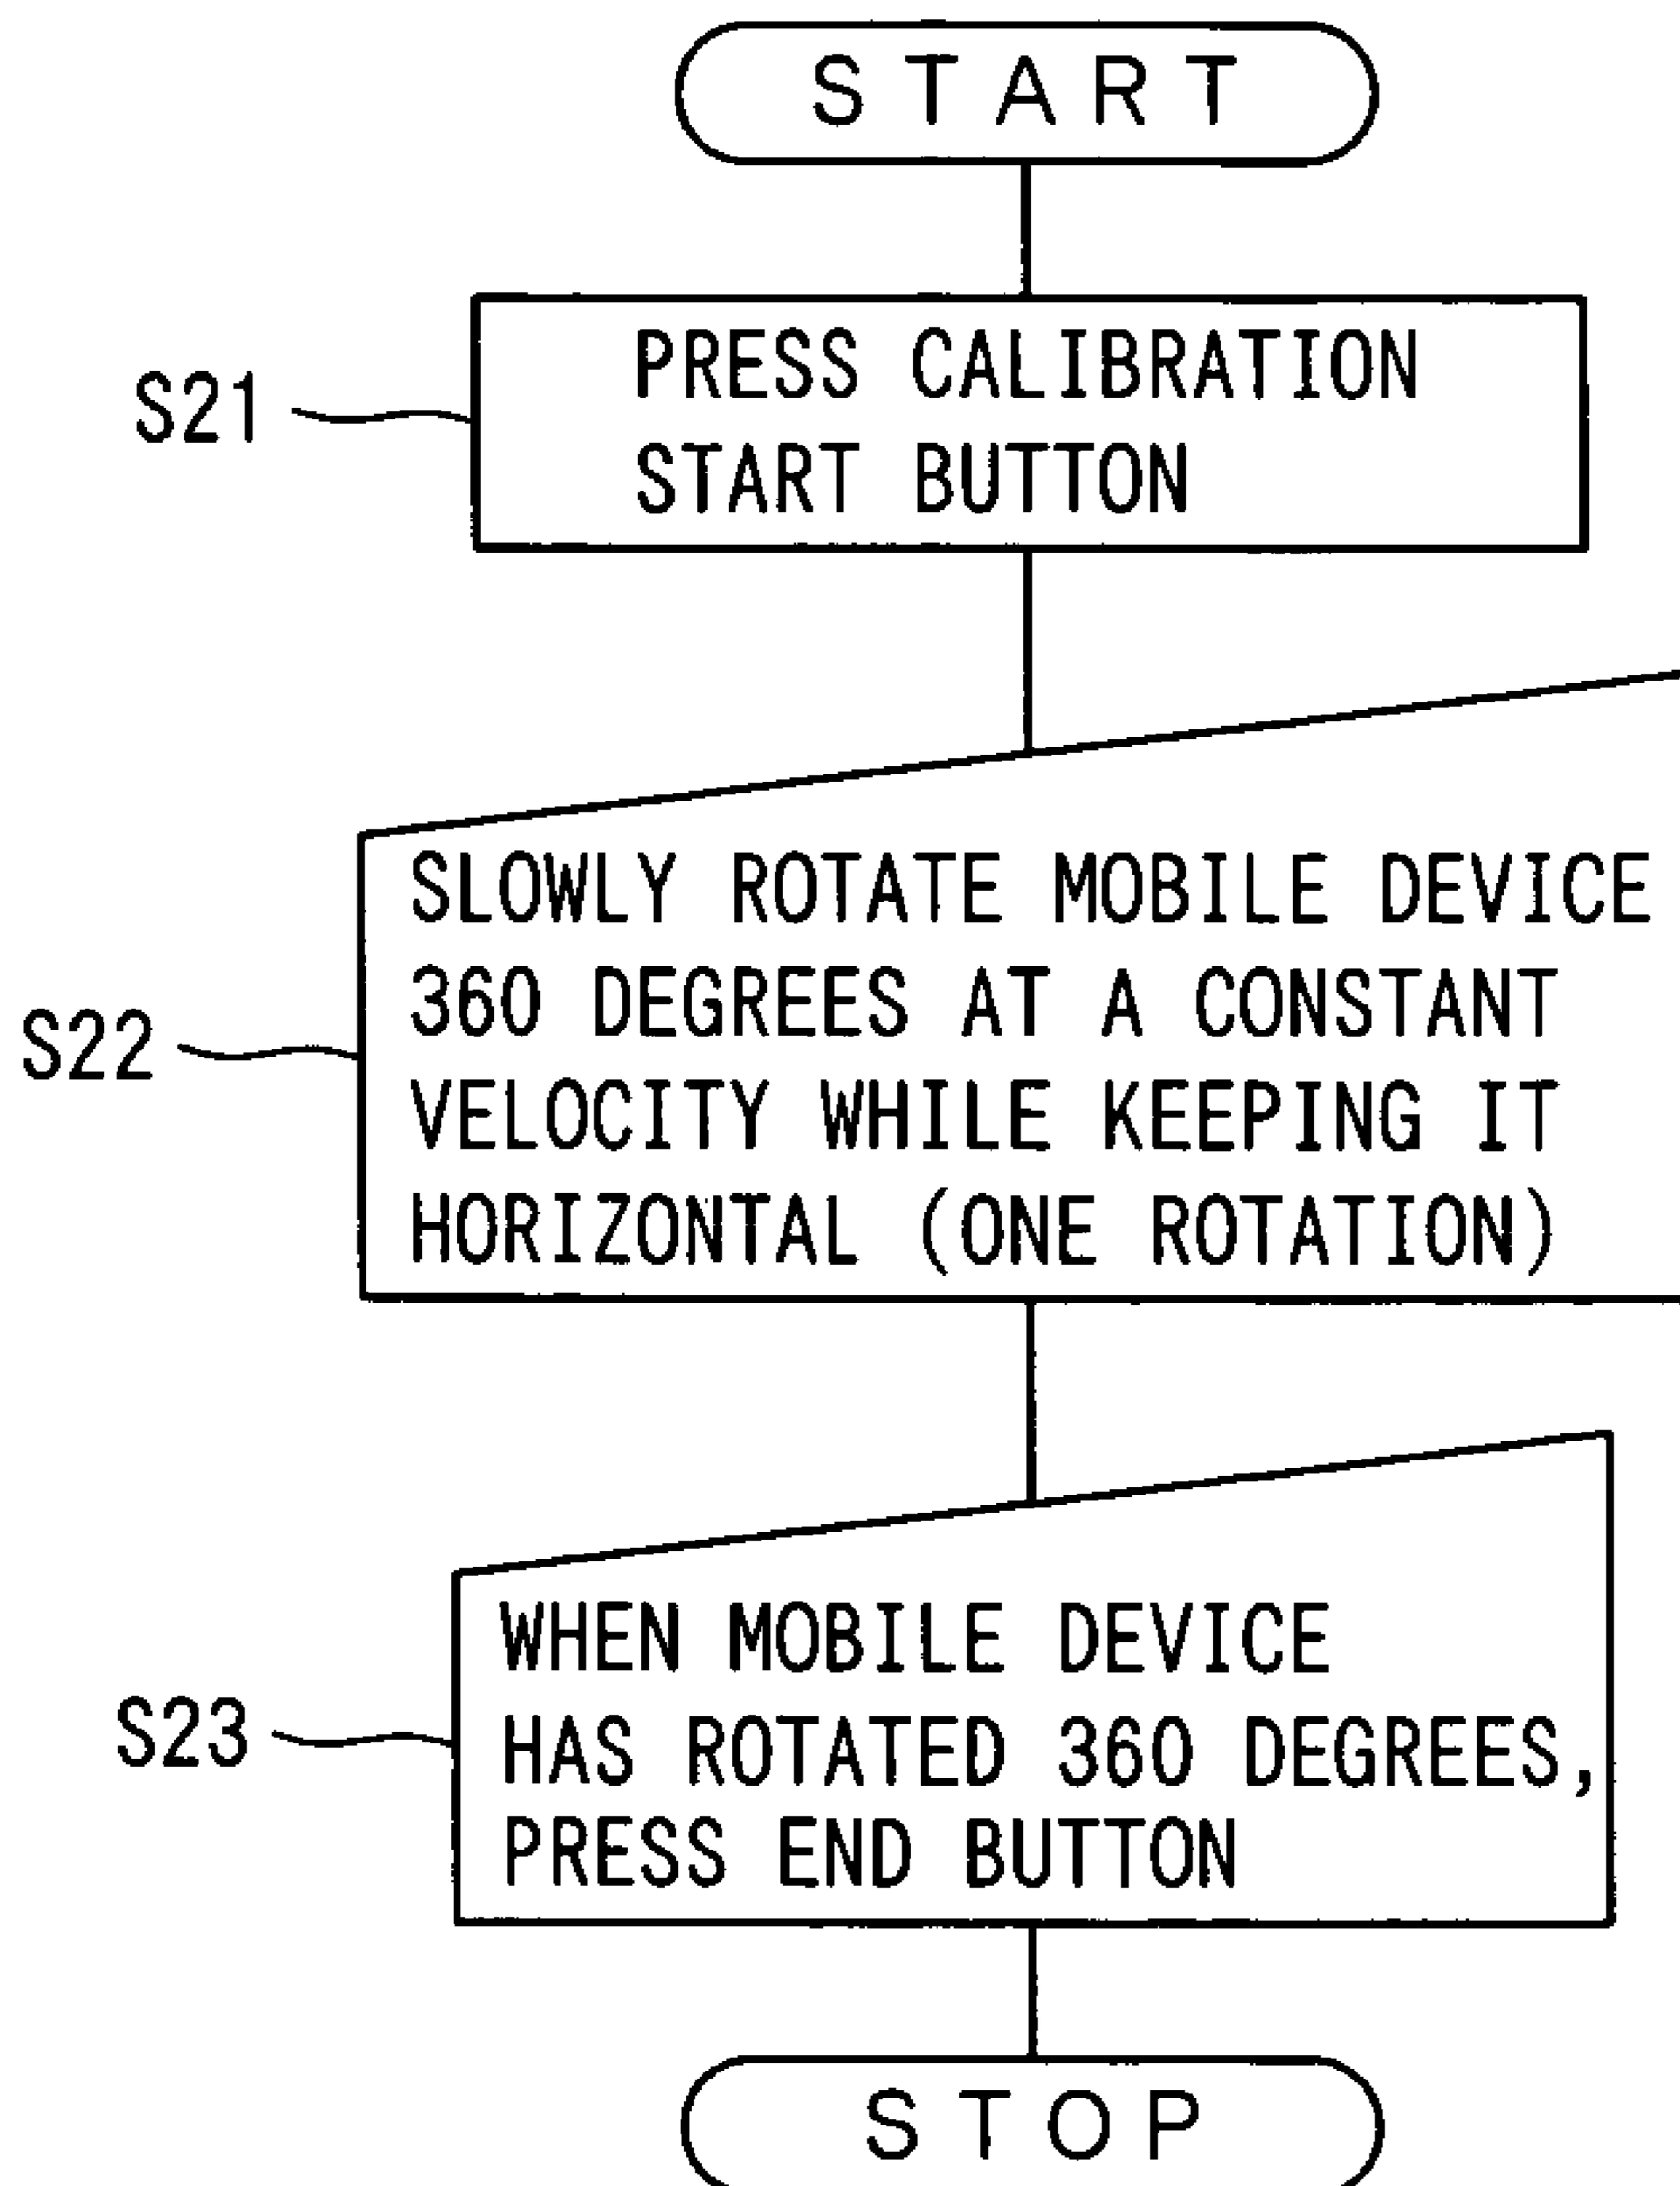 START
S21
PRESS CALIBRATION
START BUTTON
S22
SLOWLY ROTATE MOBILE DEVICE
360 DEGREES AT A CONSTANT
VELOCITY WHILE KEEPING IT
HORIZONTAL (ONE ROTATION)
S23
WHEN MOBILE DEVICE
HAS ROTATED 360 DEGREES,
PRESS END BUTTON
STOP